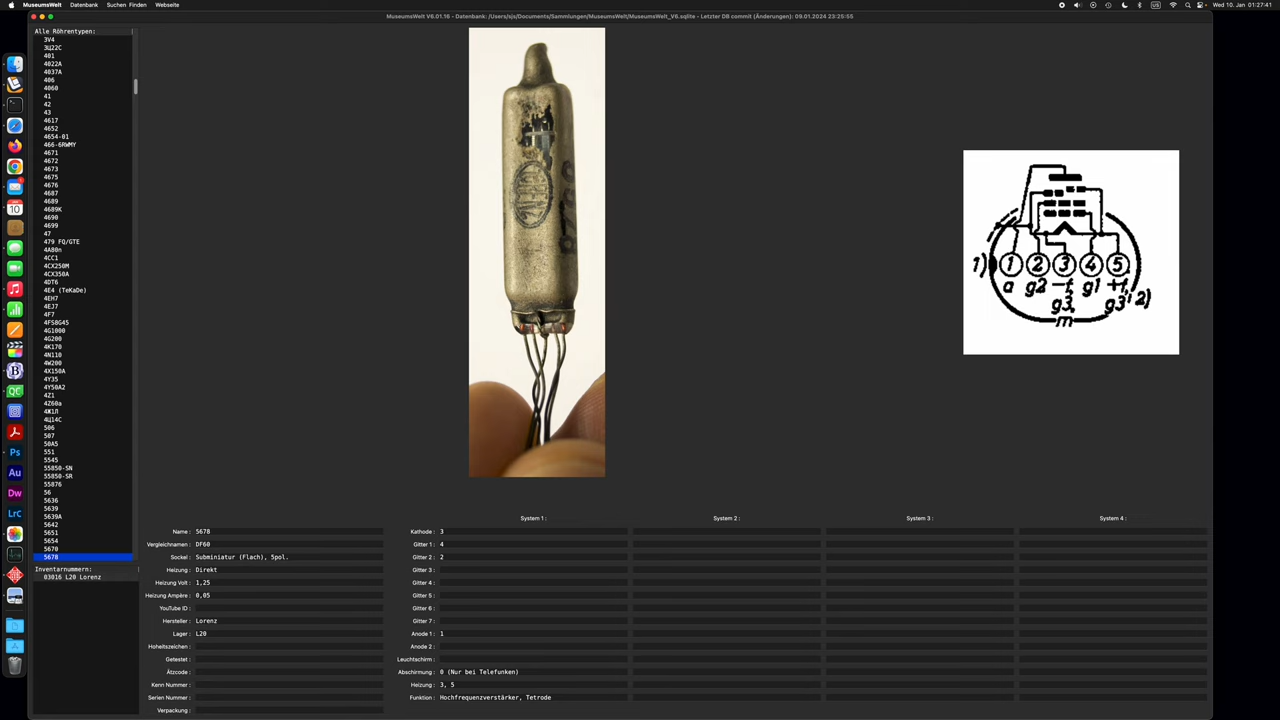 MuseumsWelt Datenbank Suchen Finden Webseite
US Wed 10. Jan 01:27:41
MuseumsWelt V6.01.16 - Datenbank: /Users/sjs/Documents/Sammlungen/MuseumsWelt/MuseumsWelt_V6.sqlite - Letzter DB commit (Änderungen): 09.01.2024 23:25:55
Alle Röhrentypen:
3V4
3Ц22С
401
4022A
4037A
406
4060
41
42
43
4617
4652
4654-01
466-6RWMY
4671
4672
4673
4675
4676
4687
4689
4689K
4690
4699
47
479 FQ/GTE
4A80n
4CC1
4CX250M
4CX350A
4DT6
4E4 (TeKaDe)
4EH7
4EJ7
4F7
4FS8G45
4G1000
4G200
4K170
4N110
4W200
4X150A
4Y35
4Y50A2
4Z1
4Z60a
4Ж1Л
4Ц14С
506
507
50A5
551
5545
55850-SN
55850-SR
55876
56
5636
5639
5639A
5642
5651
5654
5670
5678
Inventarnummern:
03016 L20 Lorenz
1) 1 2 3 4 5
a g2 -f, g1 +f,
g3, g3 2)
m
System 1 : System 2 : System 3 : System 4 :
Name : 5678
Vergleichnamen : DF60
Sockel : Subminiatur (Flach), 5pol.
Heizung : Direkt
Heizung Volt : 1,25
Heizung Ampère : 0,05
YouTube ID :
Hersteller : Lorenz
Lager : L20
Hoheitszeichen :
Getestet :
Ätzcode :
Kenn Nummer :
Serien Nummer :
Verpackung :
Kathode : 3
Gitter 1 : 4
Gitter 2 : 2
Gitter 3 :
Gitter 4 :
Gitter 5 :
Gitter 6 :
Gitter 7 :
Anode 1 : 1
Anode 2 :
Leuchtschirm :
Abschirmung : 0 (Nur bei Telefunken)
Heizung : 3, 5
Funktion : Hochfrequenzverstärker, Tetrode